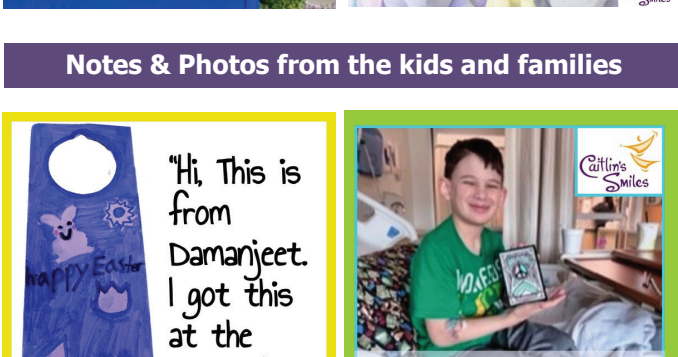 Smiles
Notes & Photos from the kids and families
happy Easter
"Hi, This is
from
Damanjeet.
I got this
at the
Caitlin's
Smiles